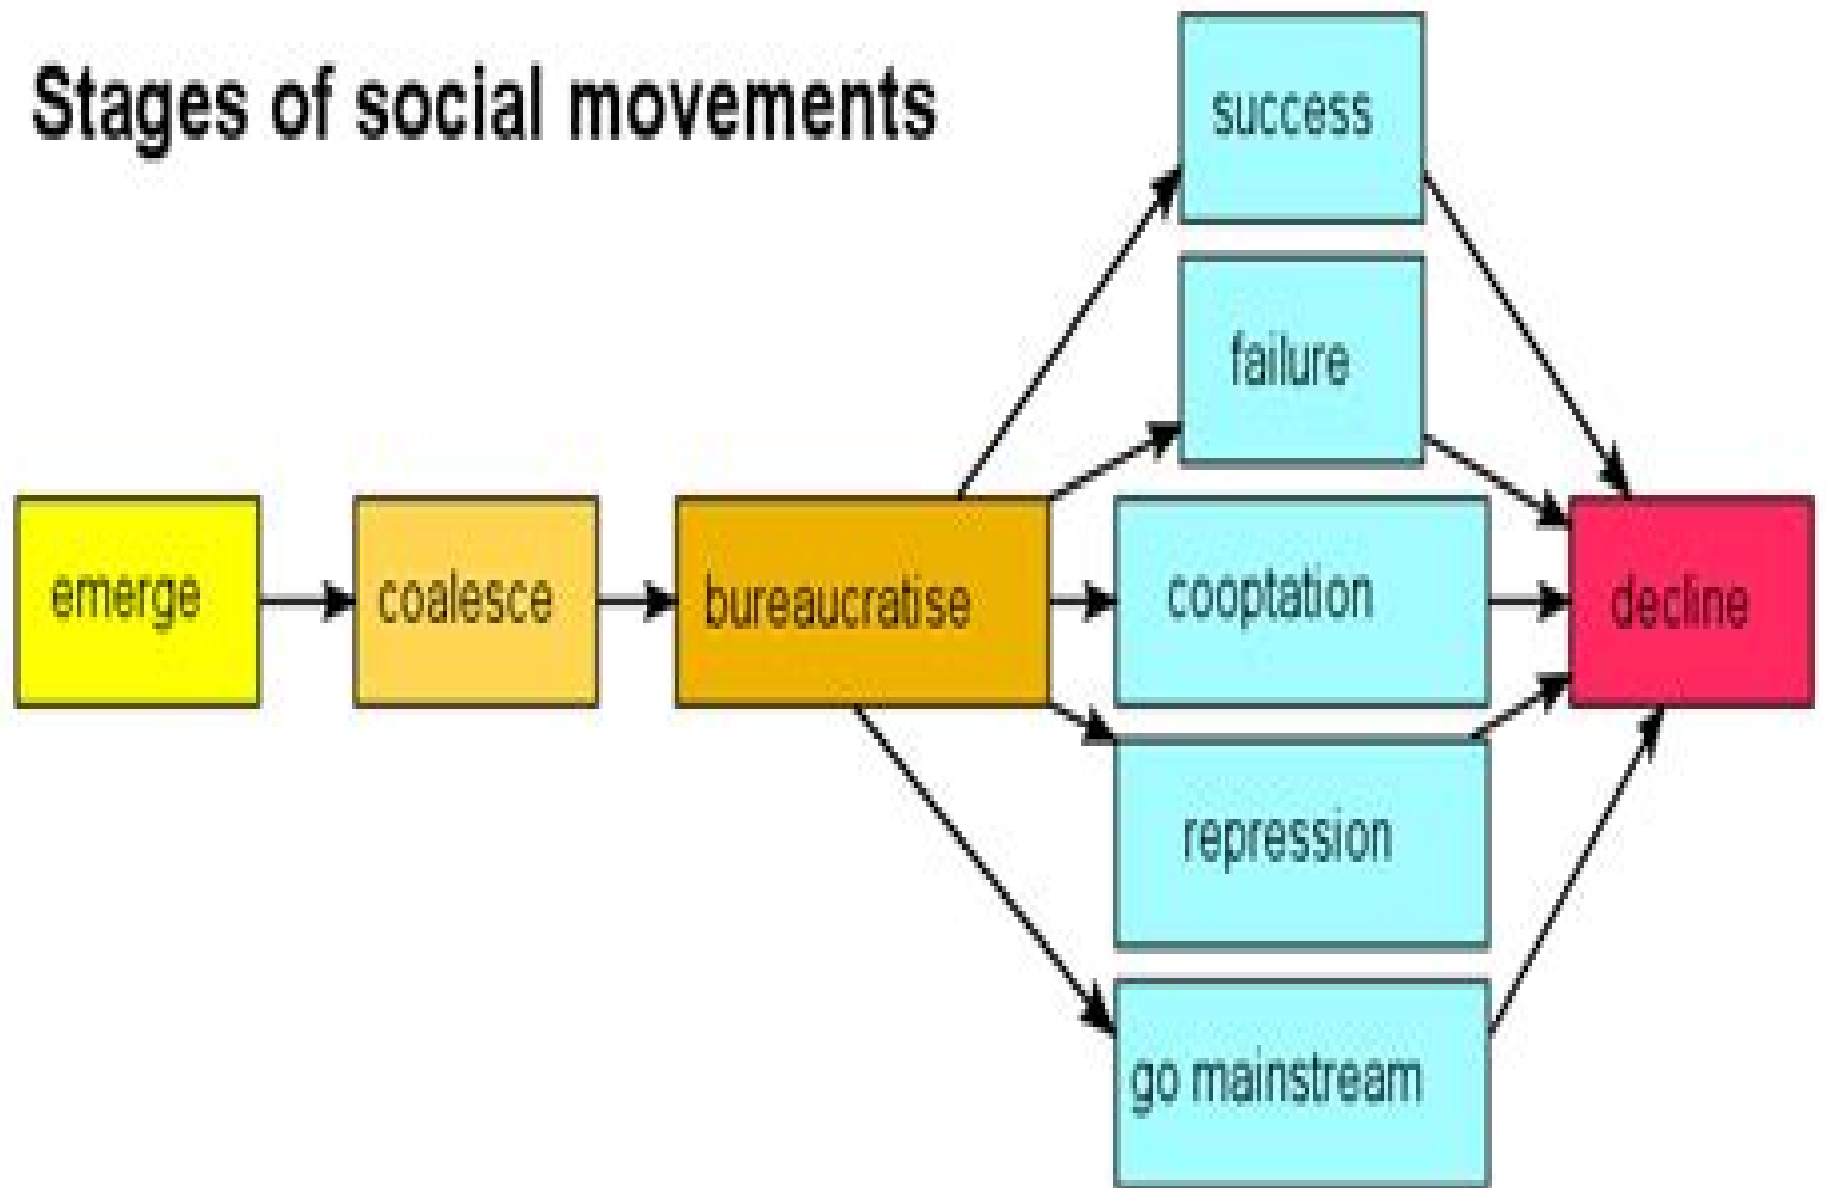 Stages of social movements
success
failure
emerge
coalesce
bureaucratise
cooptation
decline
repression
go mainstream